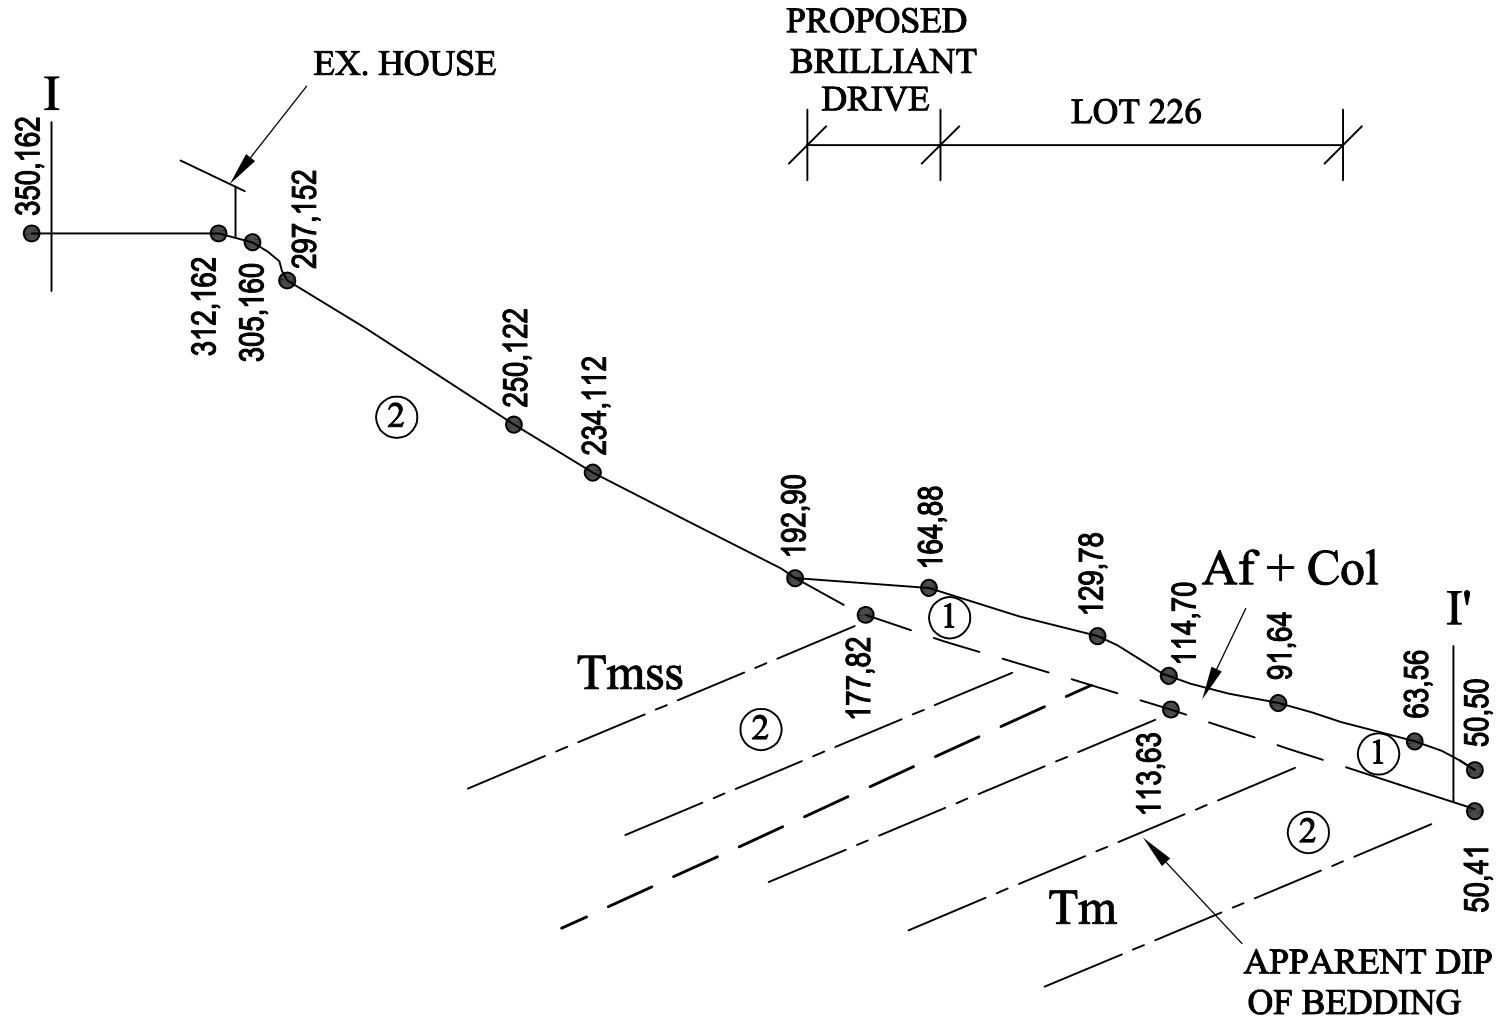 PROPOSED
BRILLIANT
DRIVE
EX. HOUSE
LOT 226
I
350,162
312,162
305,160
297,152
250,122
234,112
2
192,90
164,88
129,78
114,70
Af + Col
91,64
63,56
I'
50,50
1
Tmss
177,82
2
113,63
1
2
50,41
Tm
APPARENT DIP
OF BEDDING